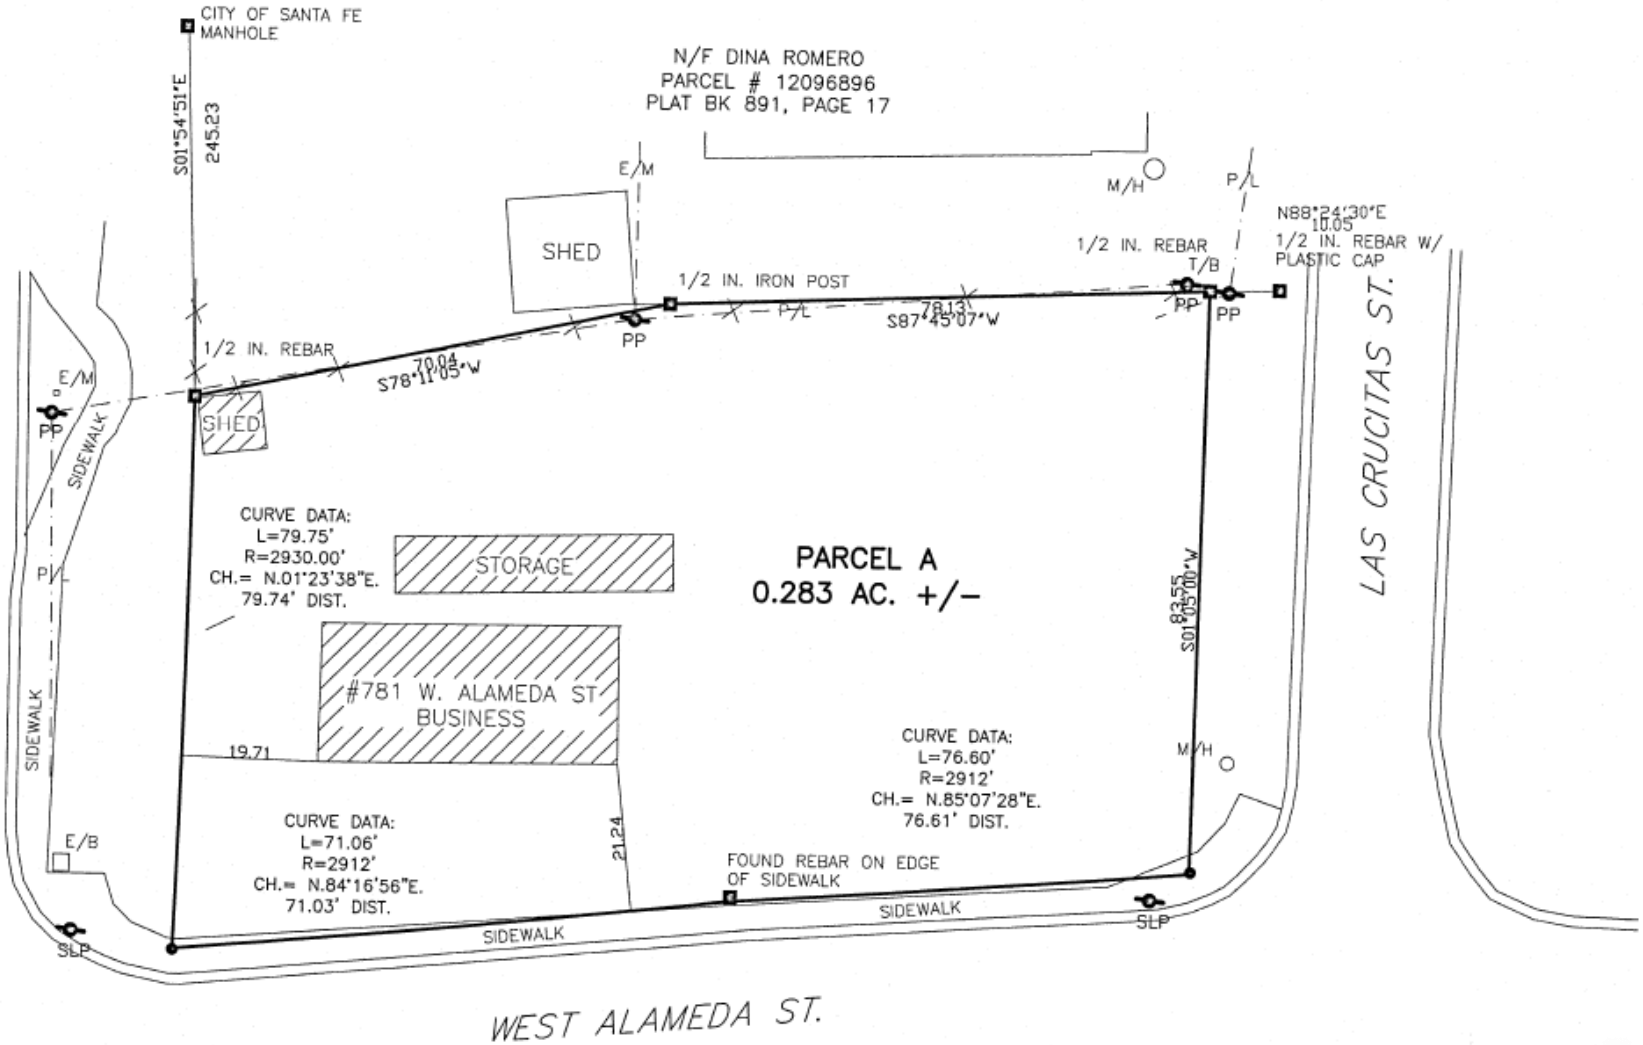 CITY OF SANTA FE
MANHOLE
S01°54'51"E
245.23
N/F DINA ROMERO
PARCEL # 12096896
PLAT BK 891, PAGE 17
E/M
M/H
P/L
N88°24'30"E
10.05
1/2 IN. REBAR W/
PLASTIC CAP
1/2 IN. REBAR
T/B
PP
PP
SHED
1/2 IN. IRON POST
P/L
78.13
S87°45'07"W
PP
1/2 IN. REBAR
70.04
S78°11'05"W
E/M
PP
SHED
SIDEWALK
LAS CRUCITAS ST.
CURVE DATA:
L=79.75'
R=2930.00'
CH.= N.01°23'38"E.
79.74' DIST.
STORAGE
PARCEL A
0.283 AC. +/-
83.55
S01°05'00"W
P/L
#781 W. ALAMEDA ST
BUSINESS
SIDEWALK
19.71
21.24
CURVE DATA:
L=76.60'
R=2912'
CH.= N.85°07'28"E.
76.61' DIST.
M/H
CURVE DATA:
L=71.06'
R=2912'
CH.= N.84°16'56"E.
71.03' DIST.
E/B
FOUND REBAR ON EDGE
OF SIDEWALK
SIDEWALK
SIDEWALK
SLP
SLP
WEST ALAMEDA ST.